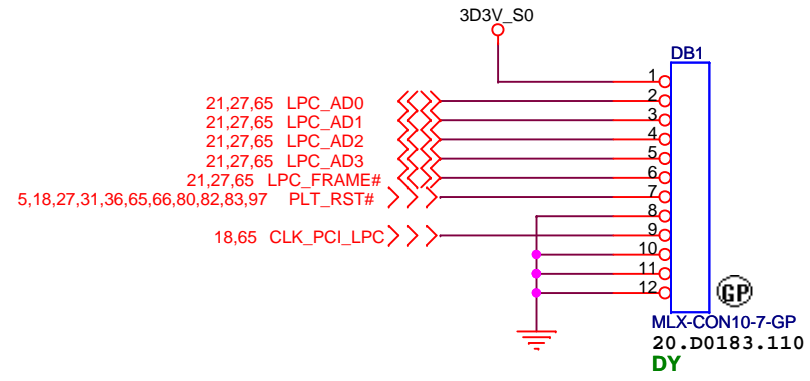 3D3V_S0
DB1
1
21,27,65 LPC_AD0 2
21,27,65 LPC_AD1 3
21,27,65 LPC_AD2 4
21,27,65 LPC_AD3 5
21,27,65 LPC_FRAME# 6
5,18,27,31,36,65,66,80,82,83,97 PLT_RST# 7
8
18,65 CLK_PCI_LPC 9
10
11
12
GP
MLX-CON10-7-GP
20.D0183.110
DY